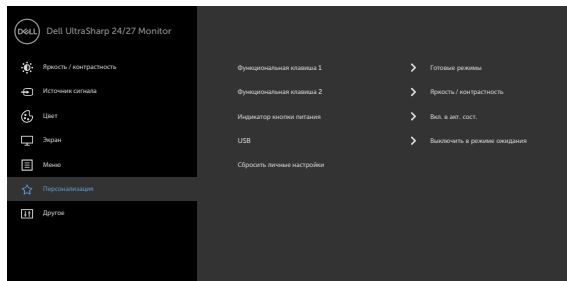 DELL
Dell UltraSharp 24/27 Monitor
Яркость / контрастность
Источник сигнала
Цвет
Экран
Меню
Персонализация
Другое
Функциональная клавиша 1 Готовые режимы
Функциональная клавиша 2 Яркость / контрастность
Индикатор кнопки питания Вкл. в акт. сост.
USB Выключить в режиме ожидания
Сбросить личные настройки